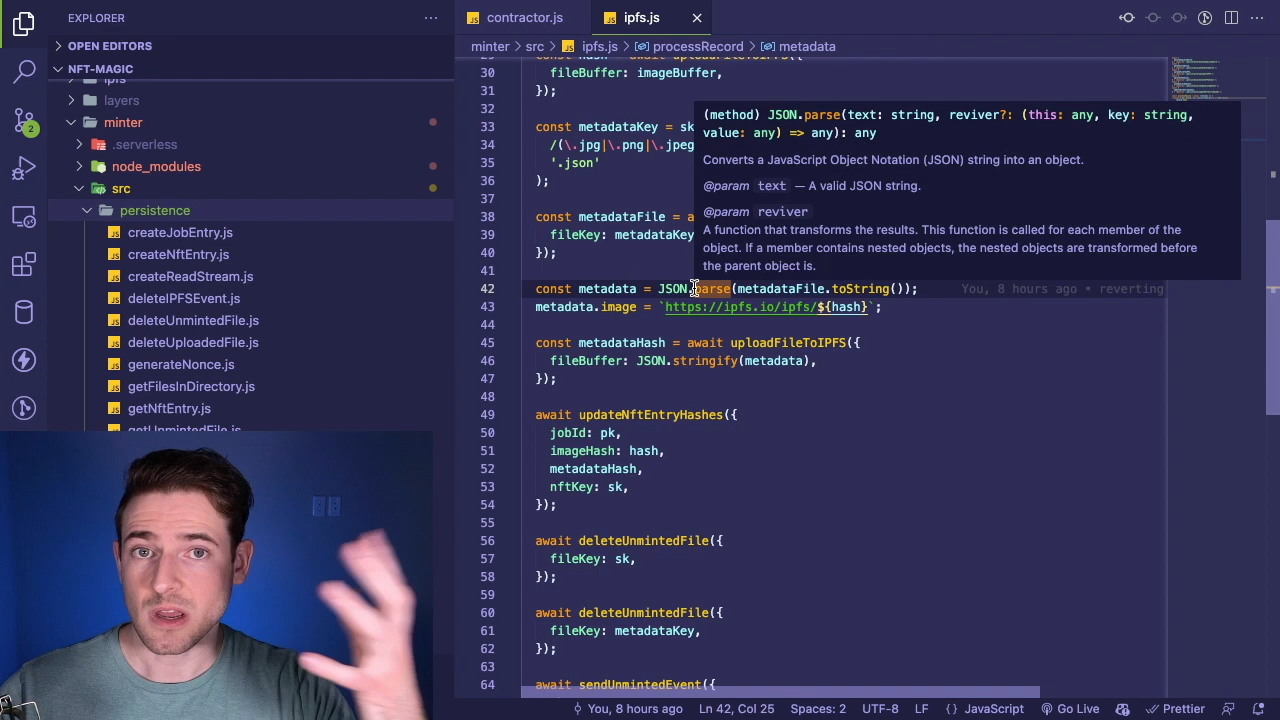 EXPLORER
OPEN EDITORS
NFT-MAGIC
ipfs
layers
minter
.serverless
node_modules
src
persistence
createJobEntry.js
createNftEntry.js
createReadStream.js
deleteIPFSEvent.js
deleteUnmintedFile.js
deleteUploadedFile.js
generateNonce.js
getFilesInDirectory.js
getNftEntry.js
getUnmintedFile.js
2
contractor.js
ipfs.js
minter › src › ipfs.js › processRecord › metadata
29 const hash = await uploadFileToIPFS({
30 fileBuffer: imageBuffer,
31 });
32
33 const metadataKey = sk
34 /(\.jpg|\.png|\.jpeg
35 '.json'
36 );
37
38 const metadataFile = a
39 fileKey: metadataKey
40 });
41
42 const metadata = JSON.parse(metadataFile.toString()); You, 8 hours ago • reverting
43 metadata.image = `https://ipfs.io/ipfs/${hash}`;
44
45 const metadataHash = await uploadFileToIPFS({
46 fileBuffer: JSON.stringify(metadata),
47 });
48
49 await updateNftEntryHashes({
50 jobId: pk,
51 imageHash: hash,
52 metadataHash,
53 nftKey: sk,
54 });
55
56 await deleteUnmintedFile({
57 fileKey: sk,
58 });
59
60 await deleteUnmintedFile({
61 fileKey: metadataKey,
62 });
63
64 await sendUnmintedEvent({
(method) JSON.parse(text: string, reviver?: (this: any, key: string,
value: any) => any): any
Converts a JavaScript Object Notation (JSON) string into an object.
@param text — A valid JSON string.
@param reviver
A function that transforms the results. This function is called for each member of the
object. If a member contains nested objects, the nested objects are transformed before
the parent object is.
You, 8 hours ago Ln 42, Col 25 Spaces: 2 UTF-8 LF {} JavaScript Go Live Prettier